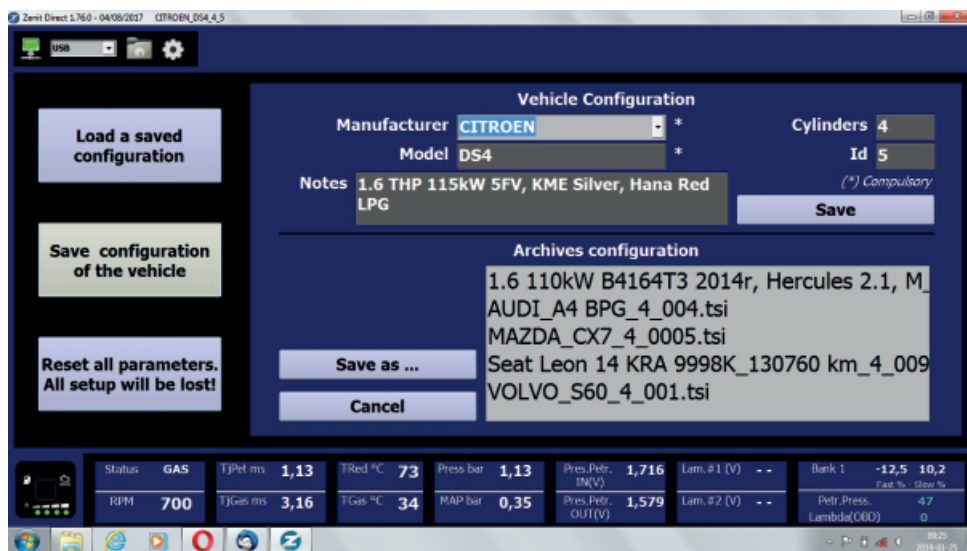 Zenit Direct 1.76.0 - 04/08/2017 CITROEN_DS4_4_5
USB
Load a saved
configuration
Save configuration
of the vehicle
Reset all parameters.
All setup will be lost!
Vehicle Configuration
Manufacturer CITROEN *
Cylinders 4
Model DS4 *
Id 5
Notes 1.6 THP 115kW 5FV, KME Silver, Hana Red
LPG
(*) Compulsory
Save
Archives configuration
1.6 110kW B4164T3 2014r, Hercules 2.1, M_
AUDI_A4 BPG_4_004.tsi
MAZDA_CX7_4_0005.tsi
Seat Leon 14 KRA 9998K_130760 km_4_009
VOLVO_S60_4_001.tsi
Save as ...
Cancel
Status GAS TjPet ms 1,13 TRed °C 73 Press bar 1,13 Pres.Petr. IN(V) 1,716 Lam.#1 (V) -- Bank 1 -12,5 10,2
Fast % - Slow %
RPM 700 TjGas ms 3,16 TGas °C 34 MAP bar 0,35 Pres.Petr. OUT(V) 1,579 Lam.#2 (V) -- Petr.Press. 47
Lambda(OBD) 0
09:25
2019-01-25